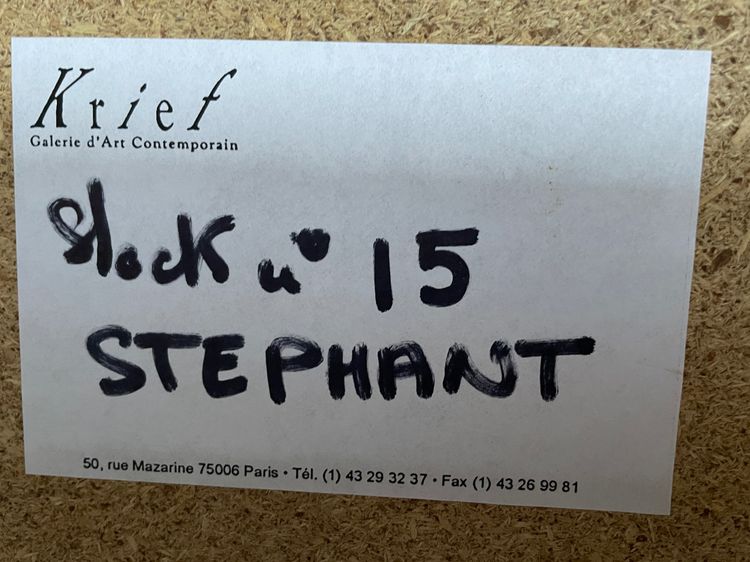 Krief
Galerie d'Art Contemporain
Stock n° 15
STEPHANT
50, rue Mazarine 75006 Paris • Tél. (1) 43 29 32 37 • Fax (1) 43 26 99 81